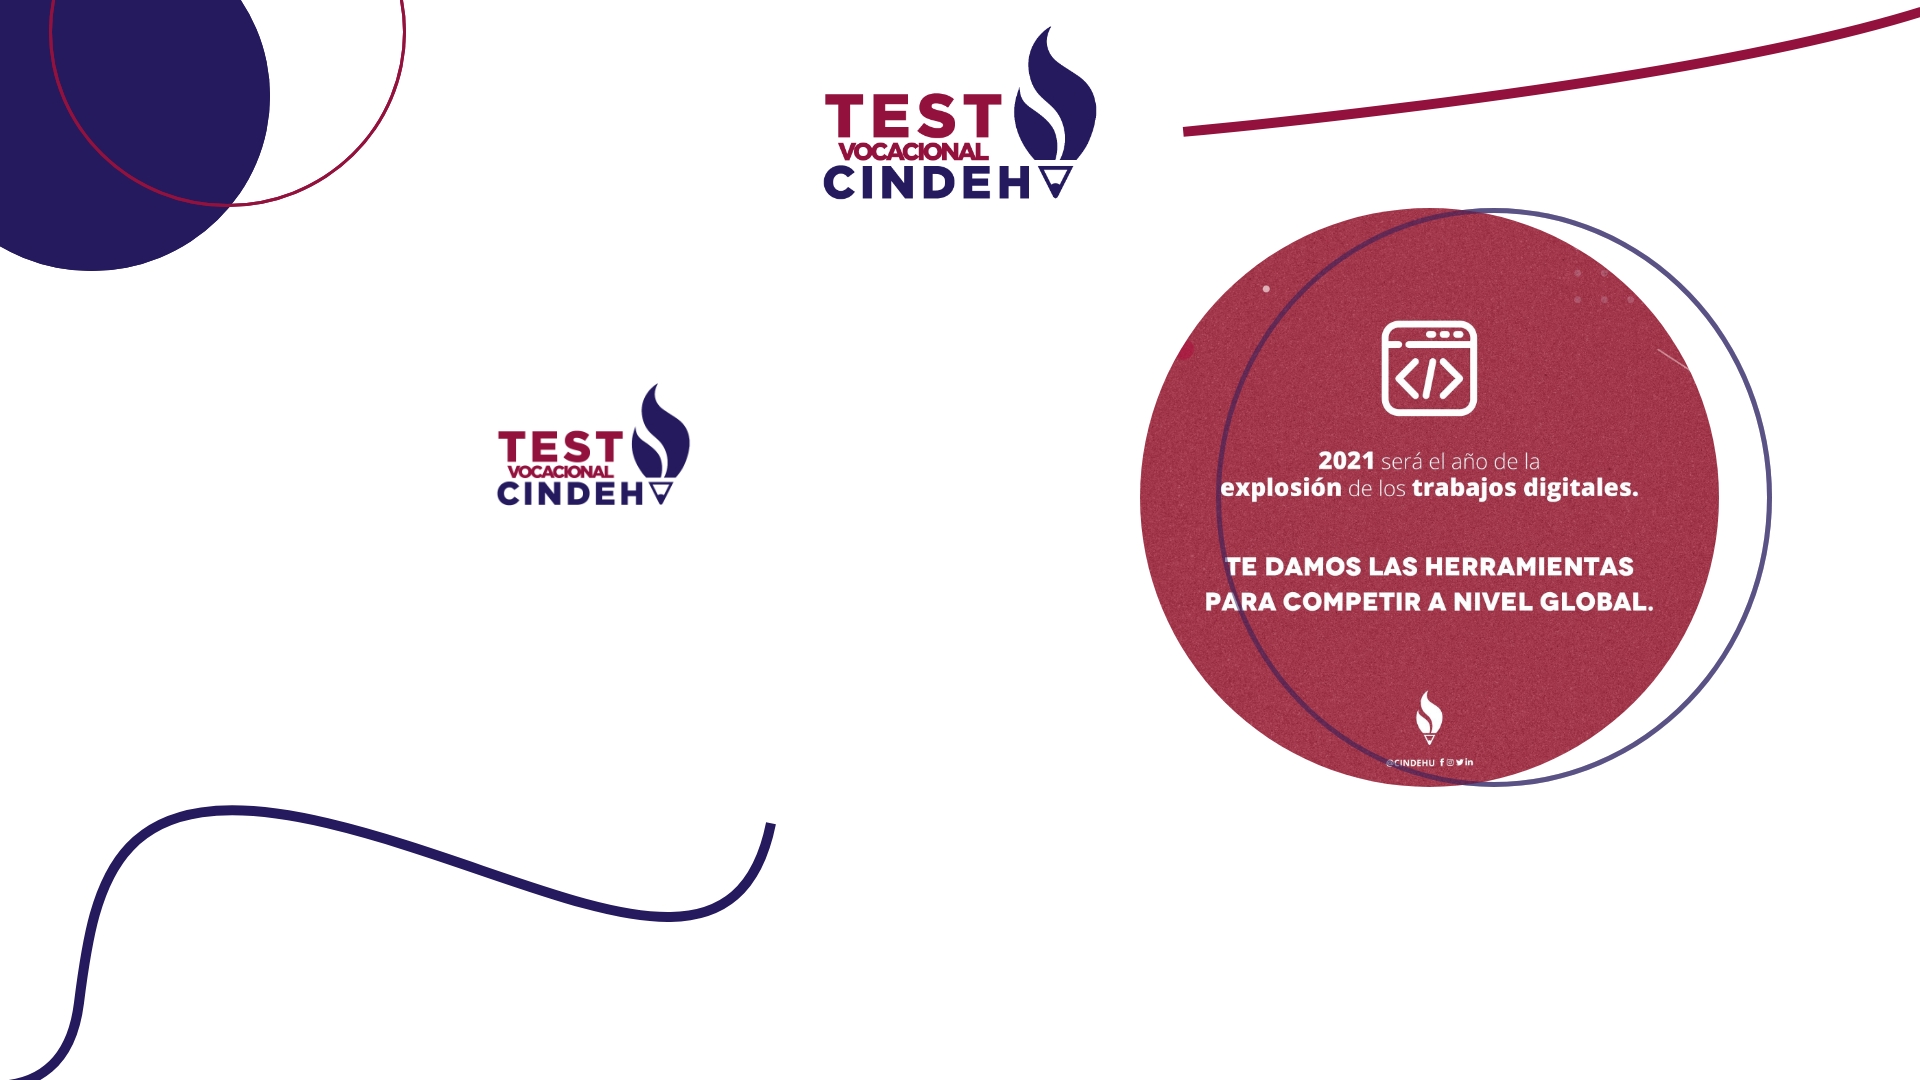 TEST
VOCACIONAL
CINDEHU
TEST
VOCACIONAL
CINDEHU
2021 será el año de la
explosión de los trabajos digitales.
TE DAMOS LAS HERRAMIENTAS
PARA COMPETIR A NIVEL GLOBAL.
@CINDEHU